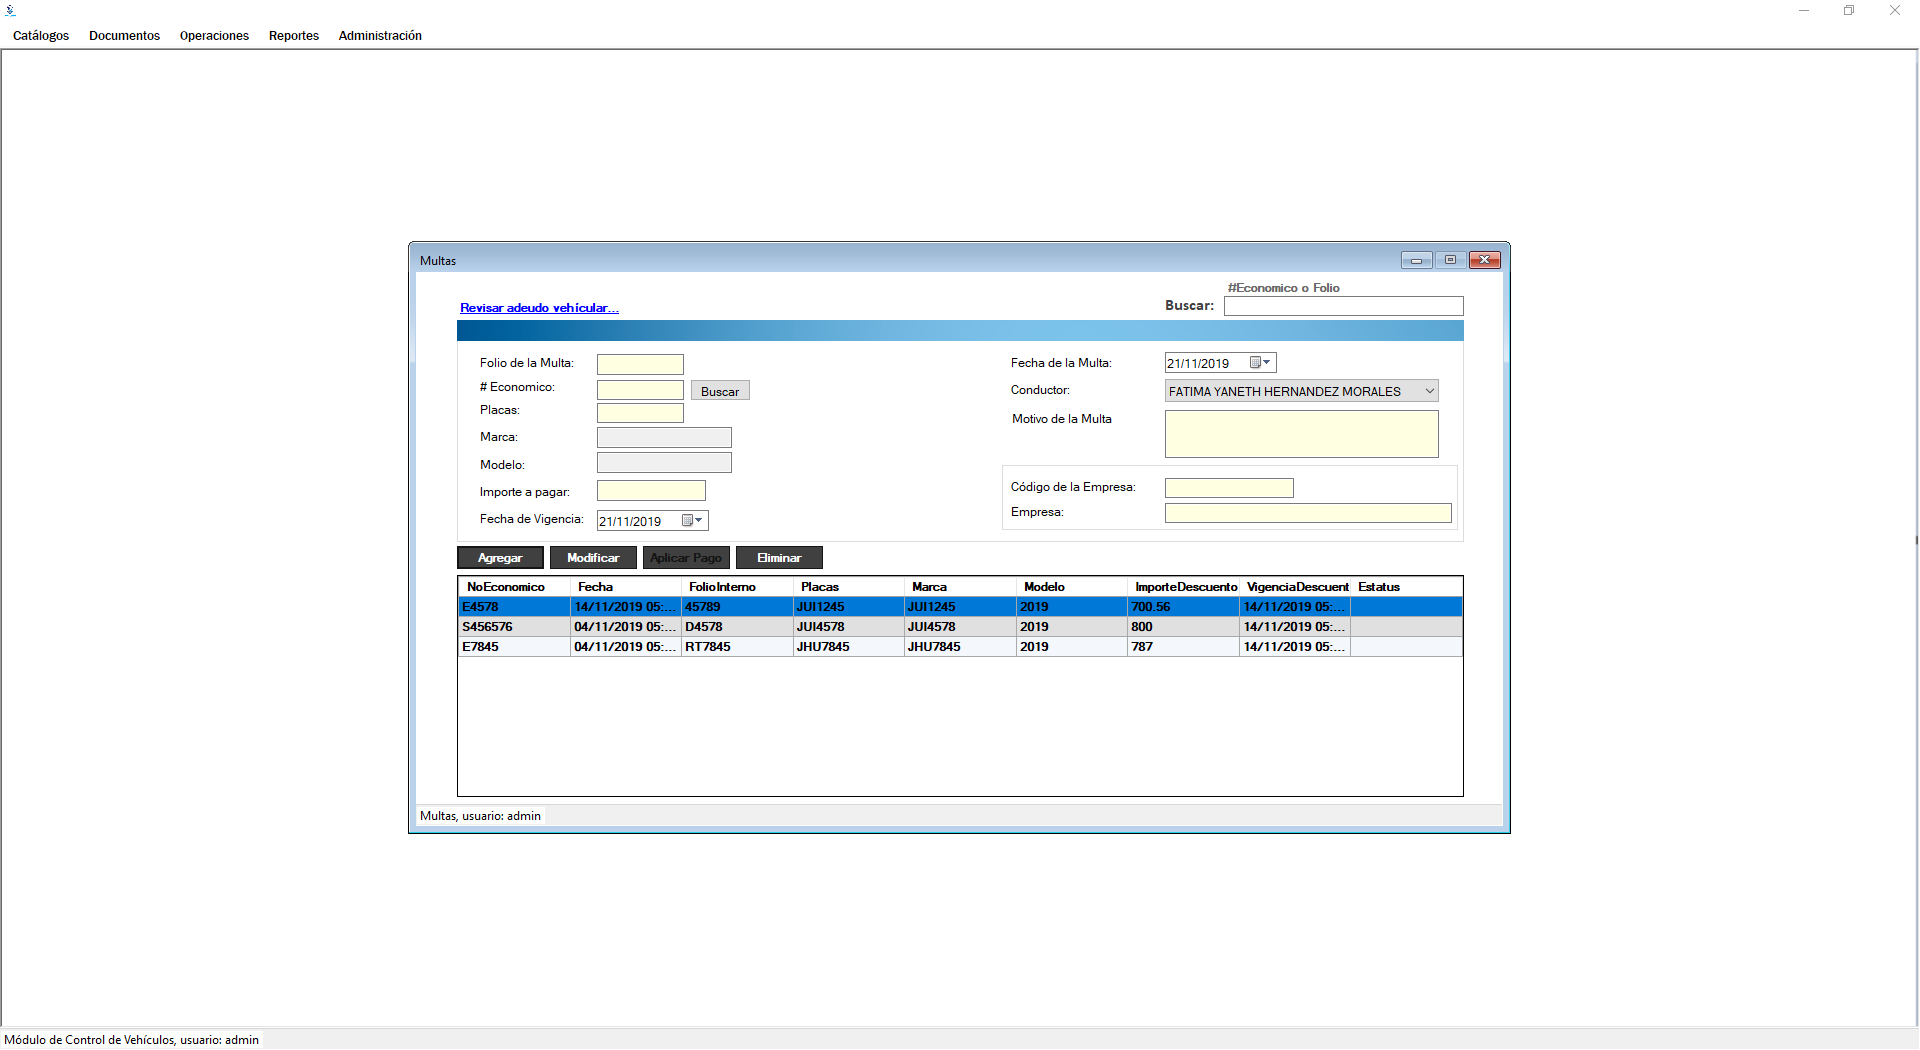 Catálogos Documentos Operaciones Reportes Administración
Multas
#Economico o Folio
Revisar adeudo vehícular... Buscar:
Folio de la Multa: Fecha de la Multa: 21/11/2019
# Economico: Buscar Conductor: FATIMA YANETH HERNANDEZ MORALES
Placas: Motivo de la Multa
Marca:
Modelo:
Importe a pagar: Código de la Empresa:
Fecha de Vigencia: 21/11/2019 Empresa:
Agregar Modificar Aplicar Pago Eliminar
NoEconomico Fecha FolioInterno Placas Marca Modelo ImporteDescuento VigenciaDescuent Estatus
E4578 14/11/2019 05:... 45789 JUI1245 JUI1245 2019 700.56 14/11/2019 05:...
S456576 04/11/2019 05:... D4578 JUI4578 JUI4578 2019 800 14/11/2019 05:...
E7845 04/11/2019 05:... RT7845 JHU7845 JHU7845 2019 787 14/11/2019 05:...
Multas, usuario: admin
Módulo de Control de Vehículos, usuario: admin